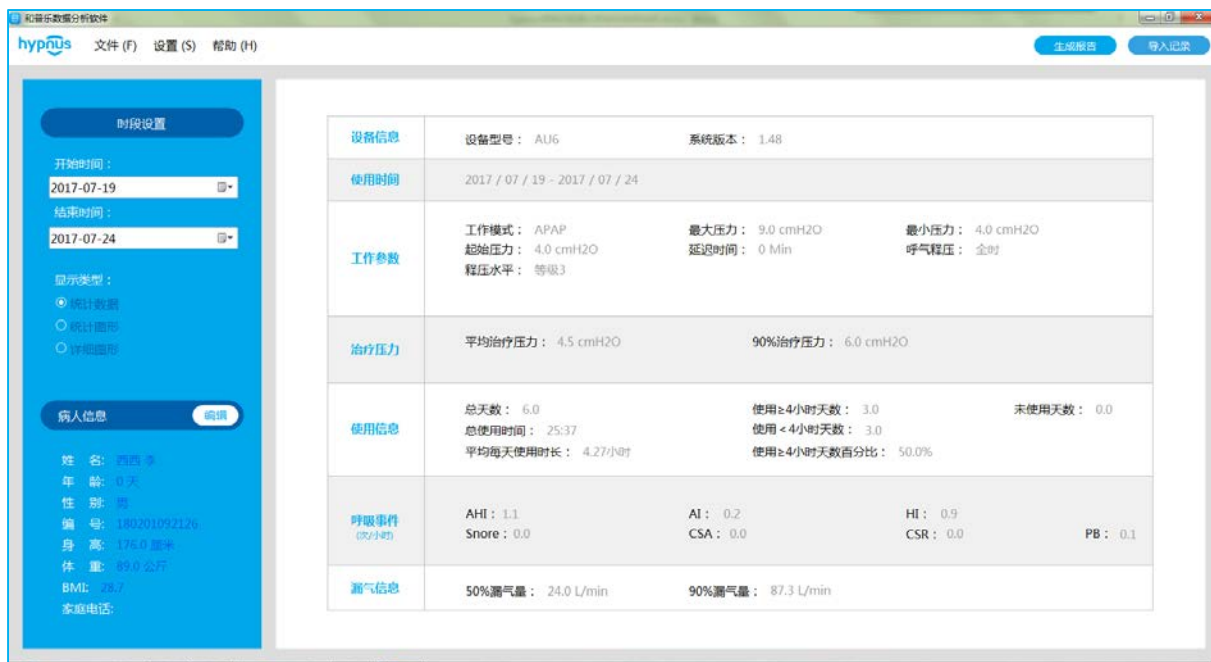 和普乐数据分析软件
hypnus 文件 (F) 设置 (S) 帮助 (H) 生成报告 导入记录
时段设置
开始时间：
2017-07-19
结束时间：
2017-07-24
显示类型：
统计数据
统计图形
详细图形
病人信息 编辑
姓 名: 西西 李
年 龄: 0 天
性 别: 男
编 号: 180201092126
身 高: 176.0 厘米
体 重: 89.0 公斤
BMI: 28.7
家庭电话:
设备信息 设备型号： AU6 系统版本： 1.48
使用时间 2017 / 07 / 19 - 2017 / 07 / 24
工作参数
工作模式： APAP 最大压力： 9.0 cmH2O 最小压力： 4.0 cmH2O
起始压力： 4.0 cmH2O 延迟时间： 0 Min 呼气释压： 全时
释压水平： 等级3
治疗压力 平均治疗压力： 4.5 cmH2O 90%治疗压力： 6.0 cmH2O
使用信息
总天数： 6.0 使用≥4小时天数： 3.0 未使用天数： 0.0
总使用时间： 25:37 使用＜4小时天数： 3.0
平均每天使用时长： 4.27小时 使用≥4小时天数百分比： 50.0%
呼吸事件
(次/小时)
AHI： 1.1 AI： 0.2 HI： 0.9
Snore： 0.0 CSA： 0.0 CSR： 0.0 PB： 0.1
漏气信息 50%漏气量： 24.0 L/min 90%漏气量： 87.3 L/min